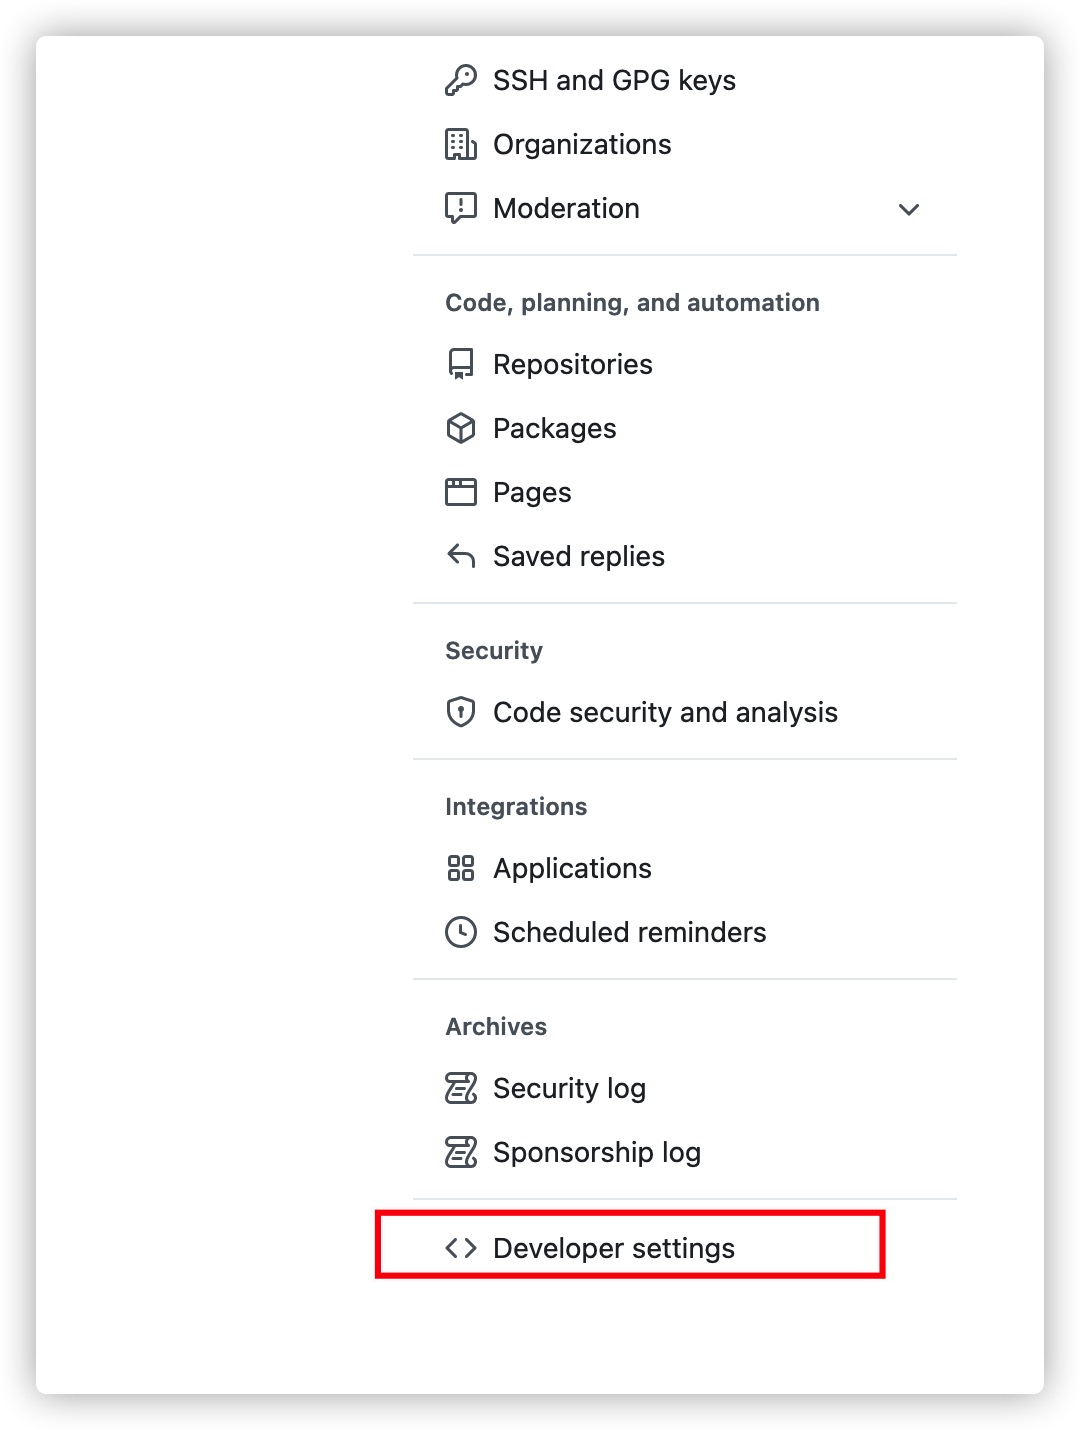 SSH and GPG keys
Organizations
Moderation
Code, planning, and automation
Repositories
Packages
Pages
Saved replies
Security
Code security and analysis
Integrations
Applications
Scheduled reminders
Archives
Security log
Sponsorship log
Developer settings